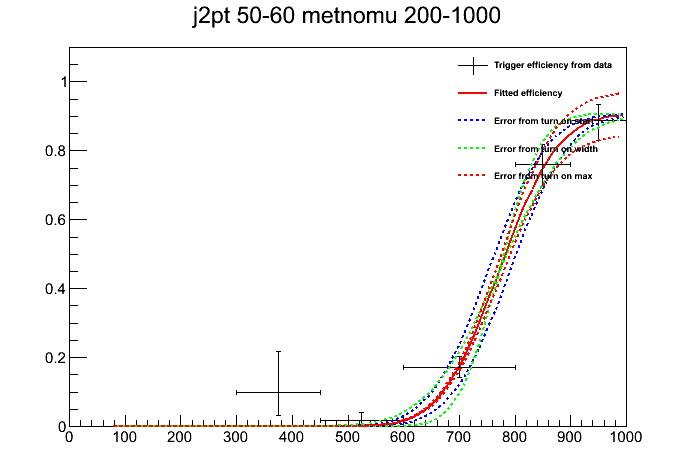 j2pt 50-60 metnomu 200-1000
1
0.8
0.6
0.4
0.2
0
0 100 200 300 400 500 600 700 800 900 1000
Trigger efficiency from data
Fitted efficiency
Error from turn on start
Error from turn on width
Error from turn on max